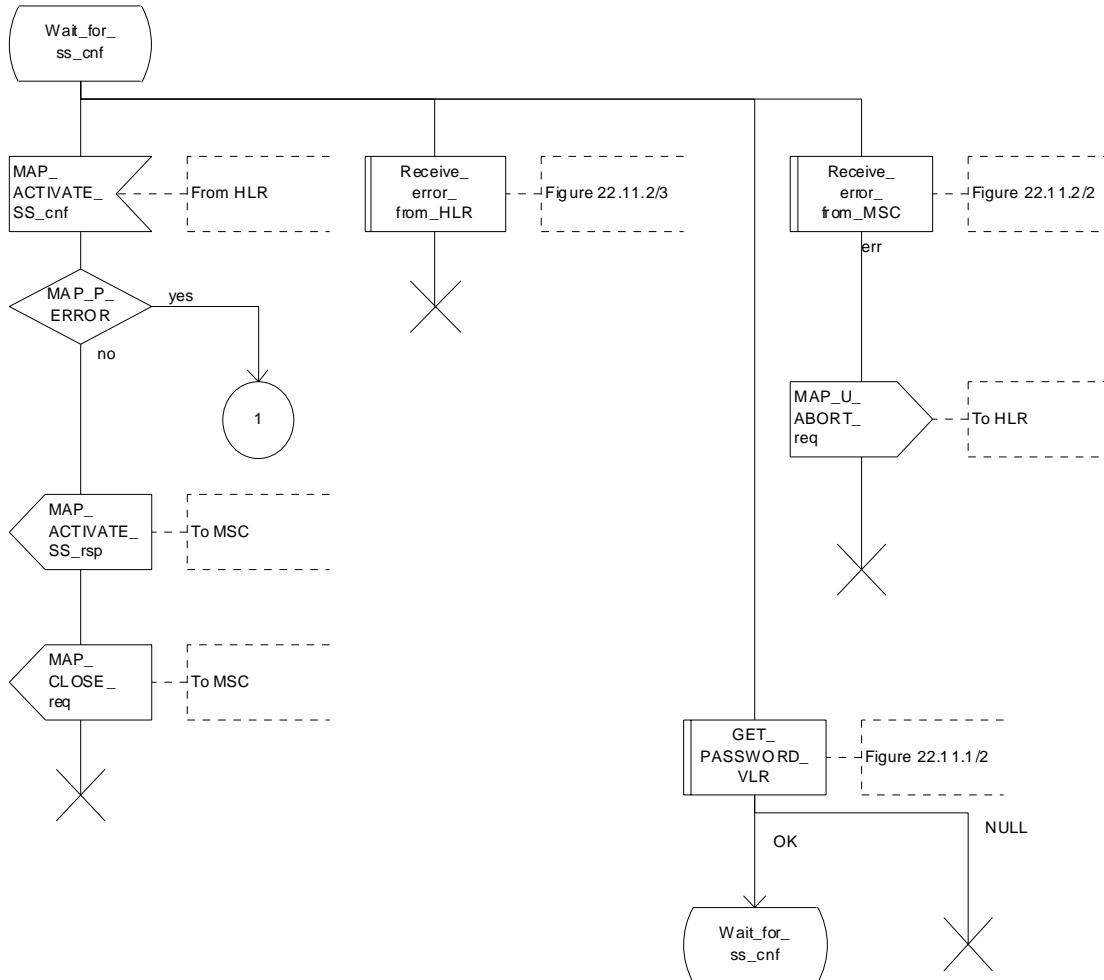 Wait_for_
ss_cnf
MAP_
ACTIVATE_
SS_cnf
From HLR
Receive_
error_
from_HLR
Figure 22.11.2/3
Receive_
error_
from_MSC
Figure 22.11.2/2
err
MAP_P_
ERROR
yes
no
1
MAP_U_
ABORT_
req
To HLR
MAP_
ACTIVATE_
SS_rsp
To MSC
MAP_
CLOSE_
req
To MSC
GET_
PASSWORD_
VLR
Figure 22.11.1/2
OK
NULL
Wait_for_
ss_cnf